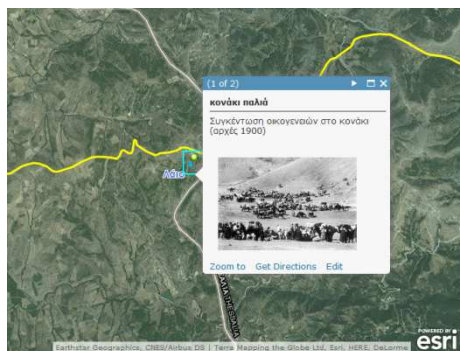 (1 of 2)
κονάκι παλιά
Συγκέντωση οικογενειών στο κονάκι
(αρχές 1900)
Λάιο
Zoom to Get Directions Edit
POWERED BY
esri
Earthstar Geographics, CNES/Airbus DS | Terra Mapping the Globe Ltd, Esri, HERE, DeLorme